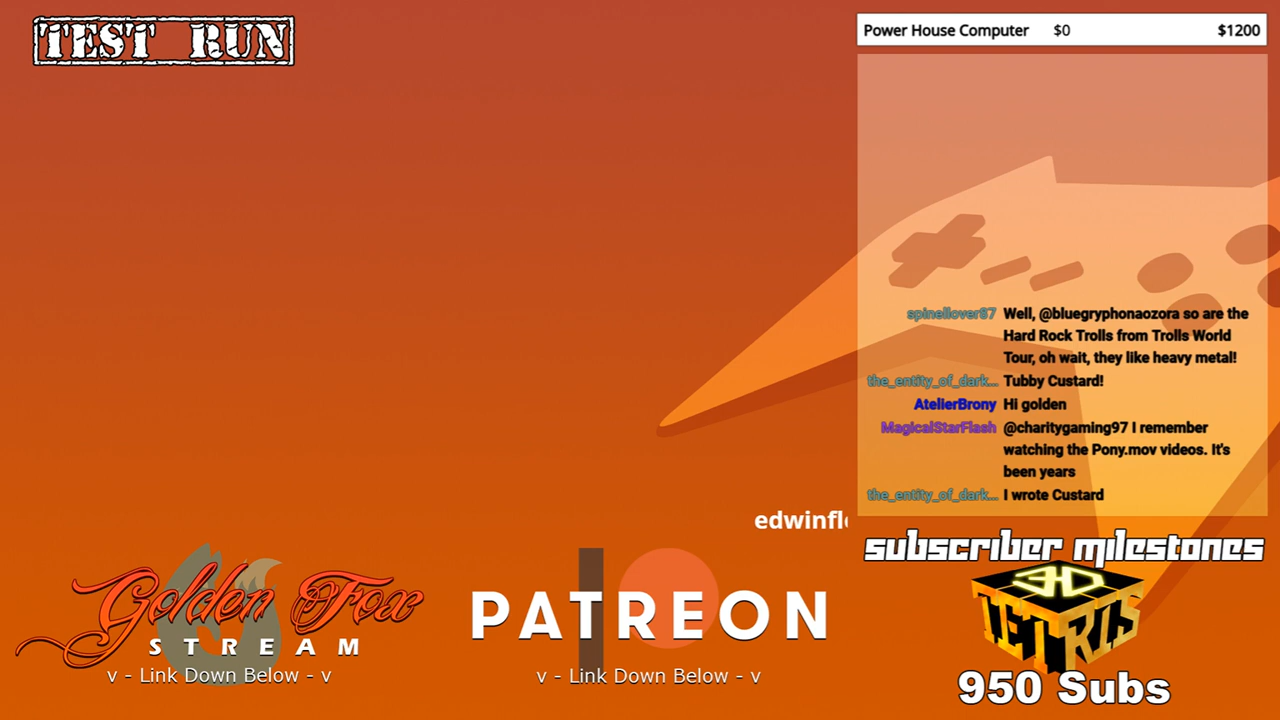 TEST RUN
Power House Computer $0 $1200
spinellover87 Well, @bluegryphonaozora so are the
Hard Rock Trolls from Trolls World
Tour, oh wait, they like heavy metal!
the_entity_of_dark... Tubby Custard!
AtelierBrony Hi golden
MagicalStarFlash @charitygaming97 I remember
watching the Pony.mov videos. It's
been years
the_entity_of_dark... I wrote Custard
edwinfl
subscriber milestones
3D
TETRIS
950 Subs
Golden Fox
STREAM
v - Link Down Below - v
PATREON
v - Link Down Below - v